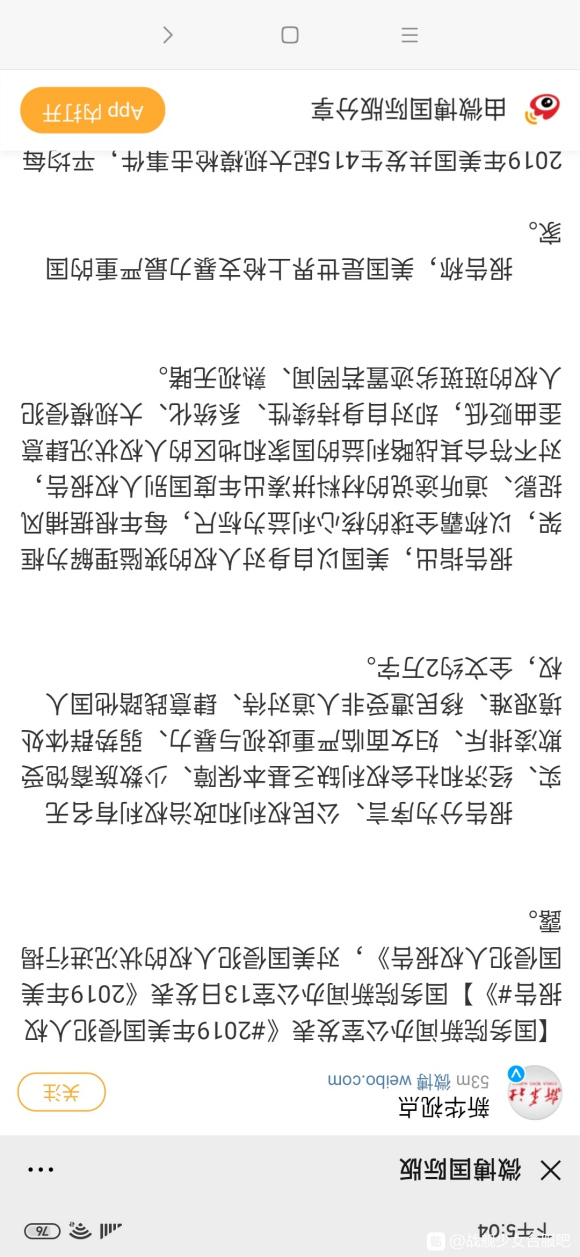 下午5:04
76
微博国际版
新华社
新华视点
53m 微博 weibo.com
关注
【国务院新闻办公室发表《#2019年美国侵犯人权
报告#》】国务院新闻办公室13日发表《2019年美
国侵犯人权报告》，对美国侵犯人权的状况进行揭
露。
报告分为序言、公民权利和政治权利有名无
实、经济和社会权利缺乏基本保障、少数族裔饱受
欺凌排斥、妇女面临严重歧视与暴力、弱势群体处
境艰难、移民遭受非人道对待、肆意践踏他国人
权，全文约2万字。
报告指出，美国以自身对人权的狭隘理解为框
架，以称霸全球的核心利益为标尺，每年根据捕风
捉影、道听途说的材料拼凑出年度国别人权报告，
对不符合其战略利益的国家和地区的人权状况肆意
歪曲贬低，却对自身持续性、系统化、大规模侵犯
人权的斑斑劣迹置若罔闻、熟视无睹。
报告称，美国是世界上枪支暴力最严重的国
家。
2019年美国共发生415起大规模枪击事件，平均每
由微博国际版分享
App 内打开